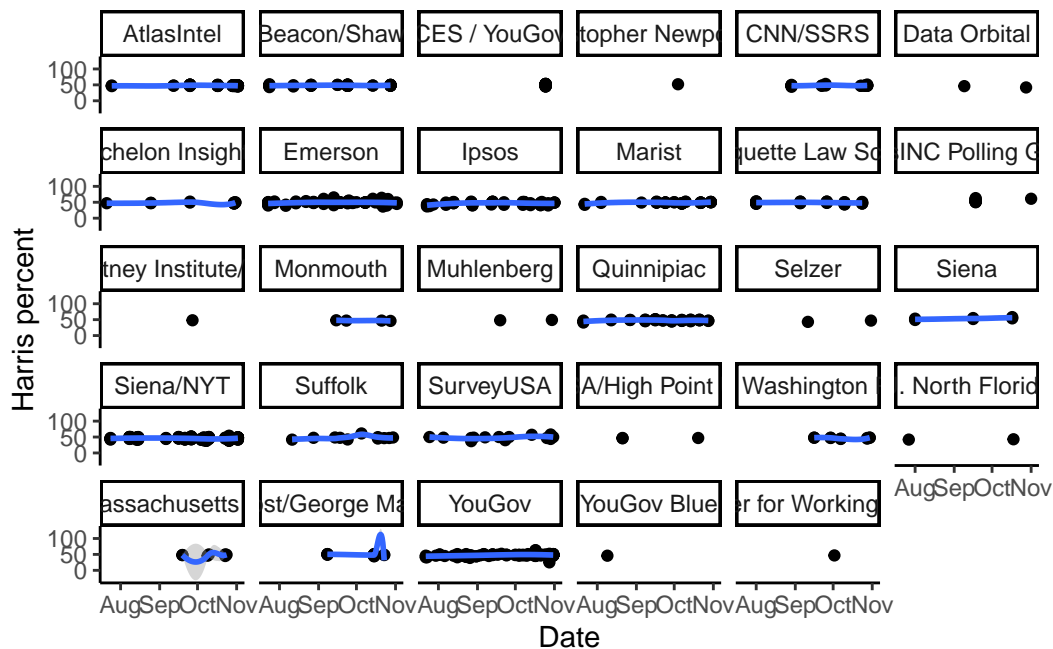 AtlasIntel Beacon/Shaw CES / YouGov topher Newpo CNN/SSRS Data Orbital
100
50
0
chelon Insigh Emerson Ipsos Marist quette Law Sc INC Polling G
100
50
0
tney Institute/ Monmouth Muhlenberg Quinnipiac Selzer Siena
100
50
0
Siena/NYT Suffolk SurveyUSA A/High Point Washington . North Florid
100
50
0
Aug Sep Oct Nov
assachusetts st/George Ma YouGov YouGov Blue er for Working
100
50
0
Aug Sep Oct Nov Aug Sep Oct Nov Aug Sep Oct Nov Aug Sep Oct Nov Aug Sep Oct Nov
Date
Harris percent